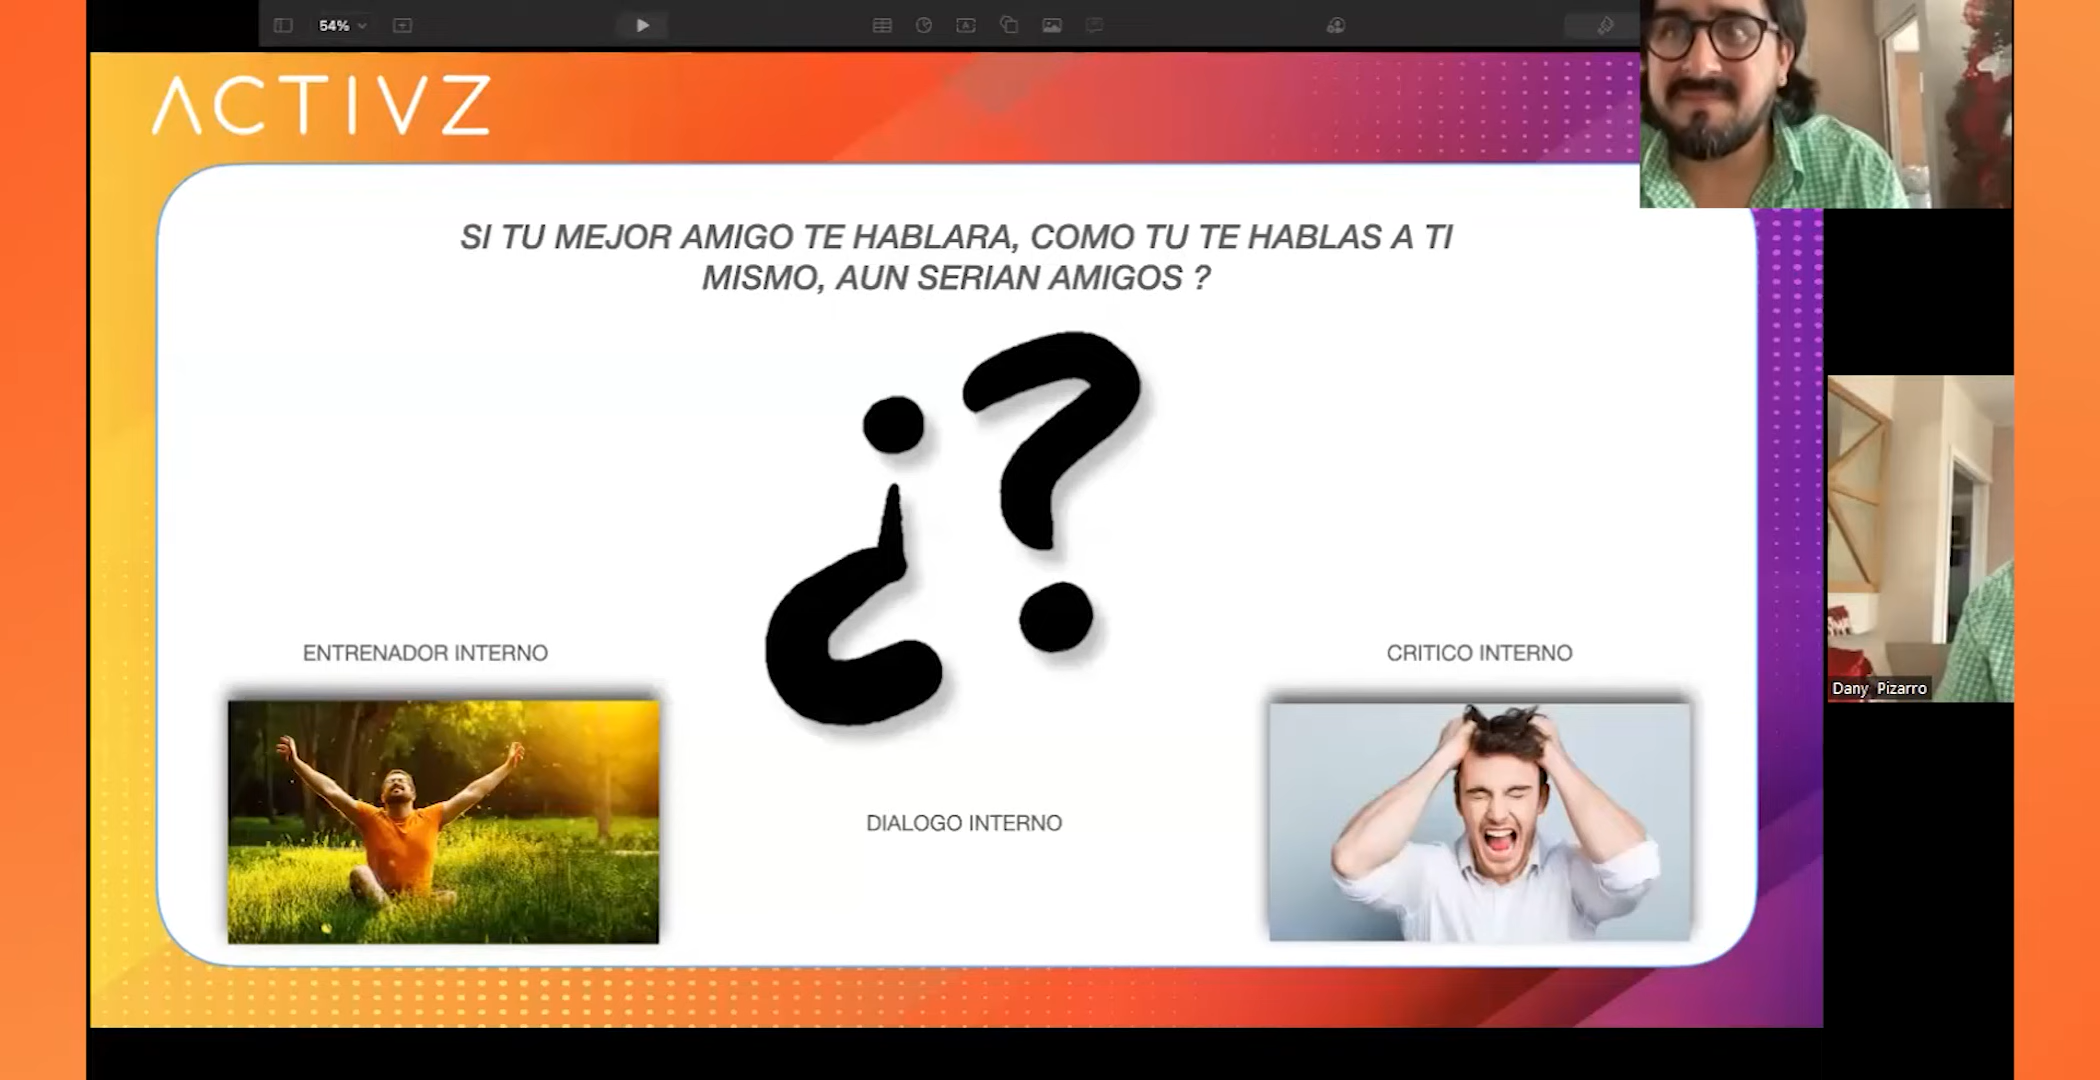 54%
ACTIVZ
SI TU MEJOR AMIGO TE HABLARA, COMO TU TE HABLAS A TI
MISMO, AUN SERIAN AMIGOS ?
¿?
ENTRENADOR INTERNO
CRITICO INTERNO
DIALOGO INTERNO
Dany Pizarro